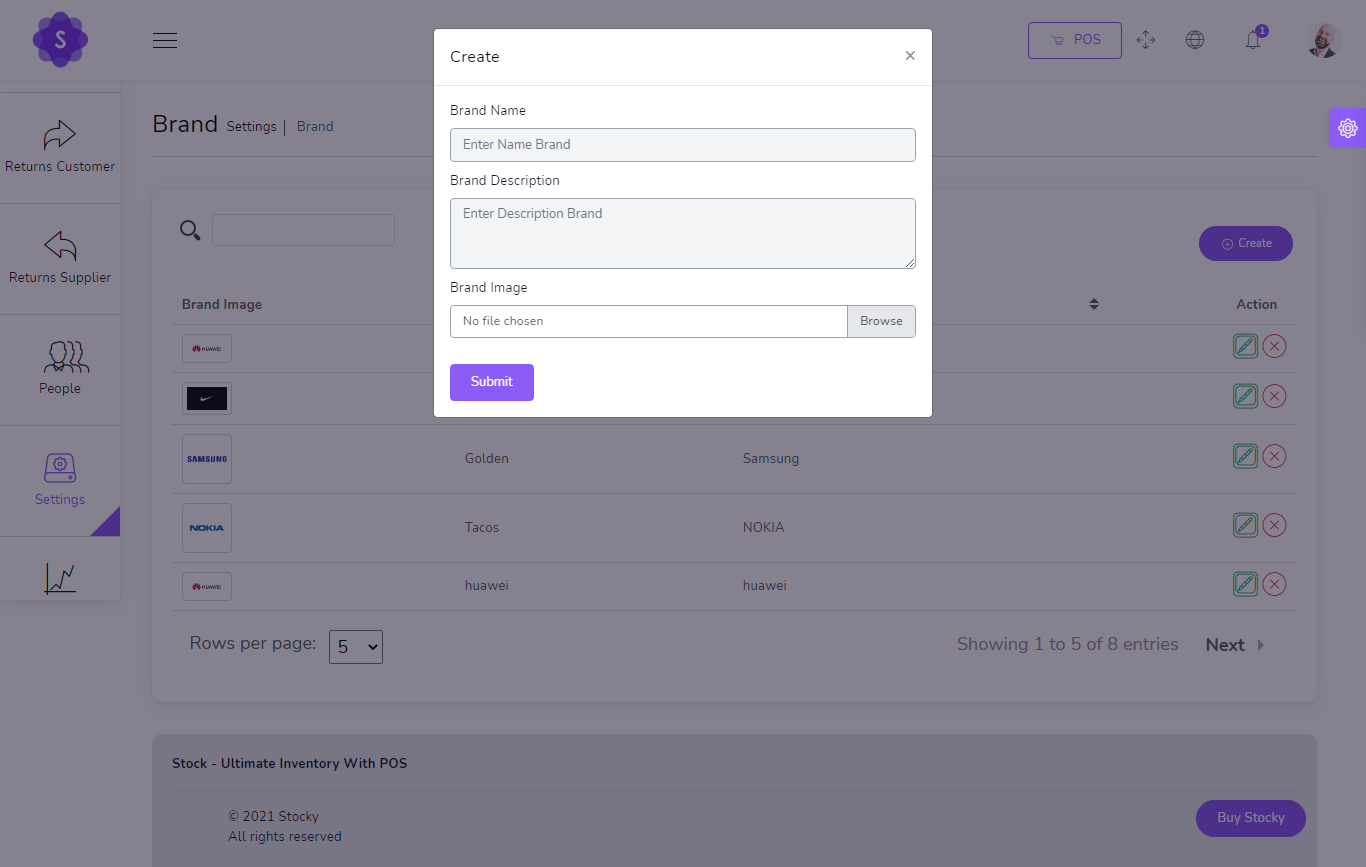 S
POS
1
Create
×
Brand Name
Enter Name Brand
Brand Description
Enter Description Brand
Brand Image
No file chosen
Browse
Submit
Returns Customer
Returns Supplier
People
Settings
Brand
Settings | Brand
Create
Brand Image
Action
HUAWEI
SAMSUNG
Golden
Samsung
NOKIA
Tacos
NOKIA
HUAWEI
huawei
huawei
Rows per page:
5
Showing 1 to 5 of 8 entries
Next
Stock - Ultimate Inventory With POS
© 2021 Stocky
All rights reserved
Buy Stocky